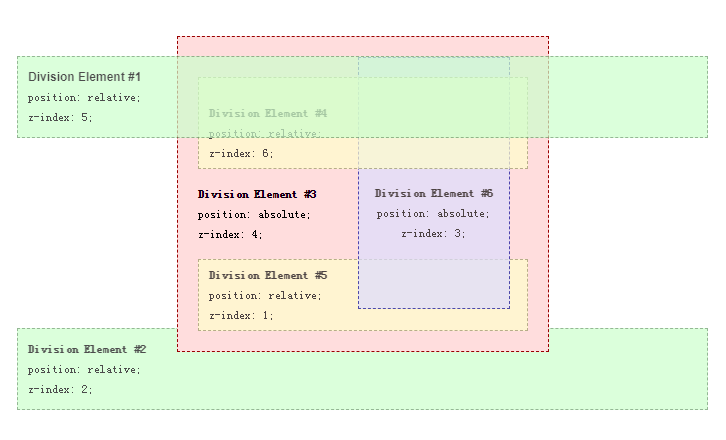 Division Element #1
position: relative;
z-index: 5;
Division Element #4
position: relative;
z-index: 6;
Division Element #3
position: absolute;
z-index: 4;
Division Element #6
position: absolute;
z-index: 3;
Division Element #5
position: relative;
z-index: 1;
Division Element #2
position: relative;
z-index: 2;